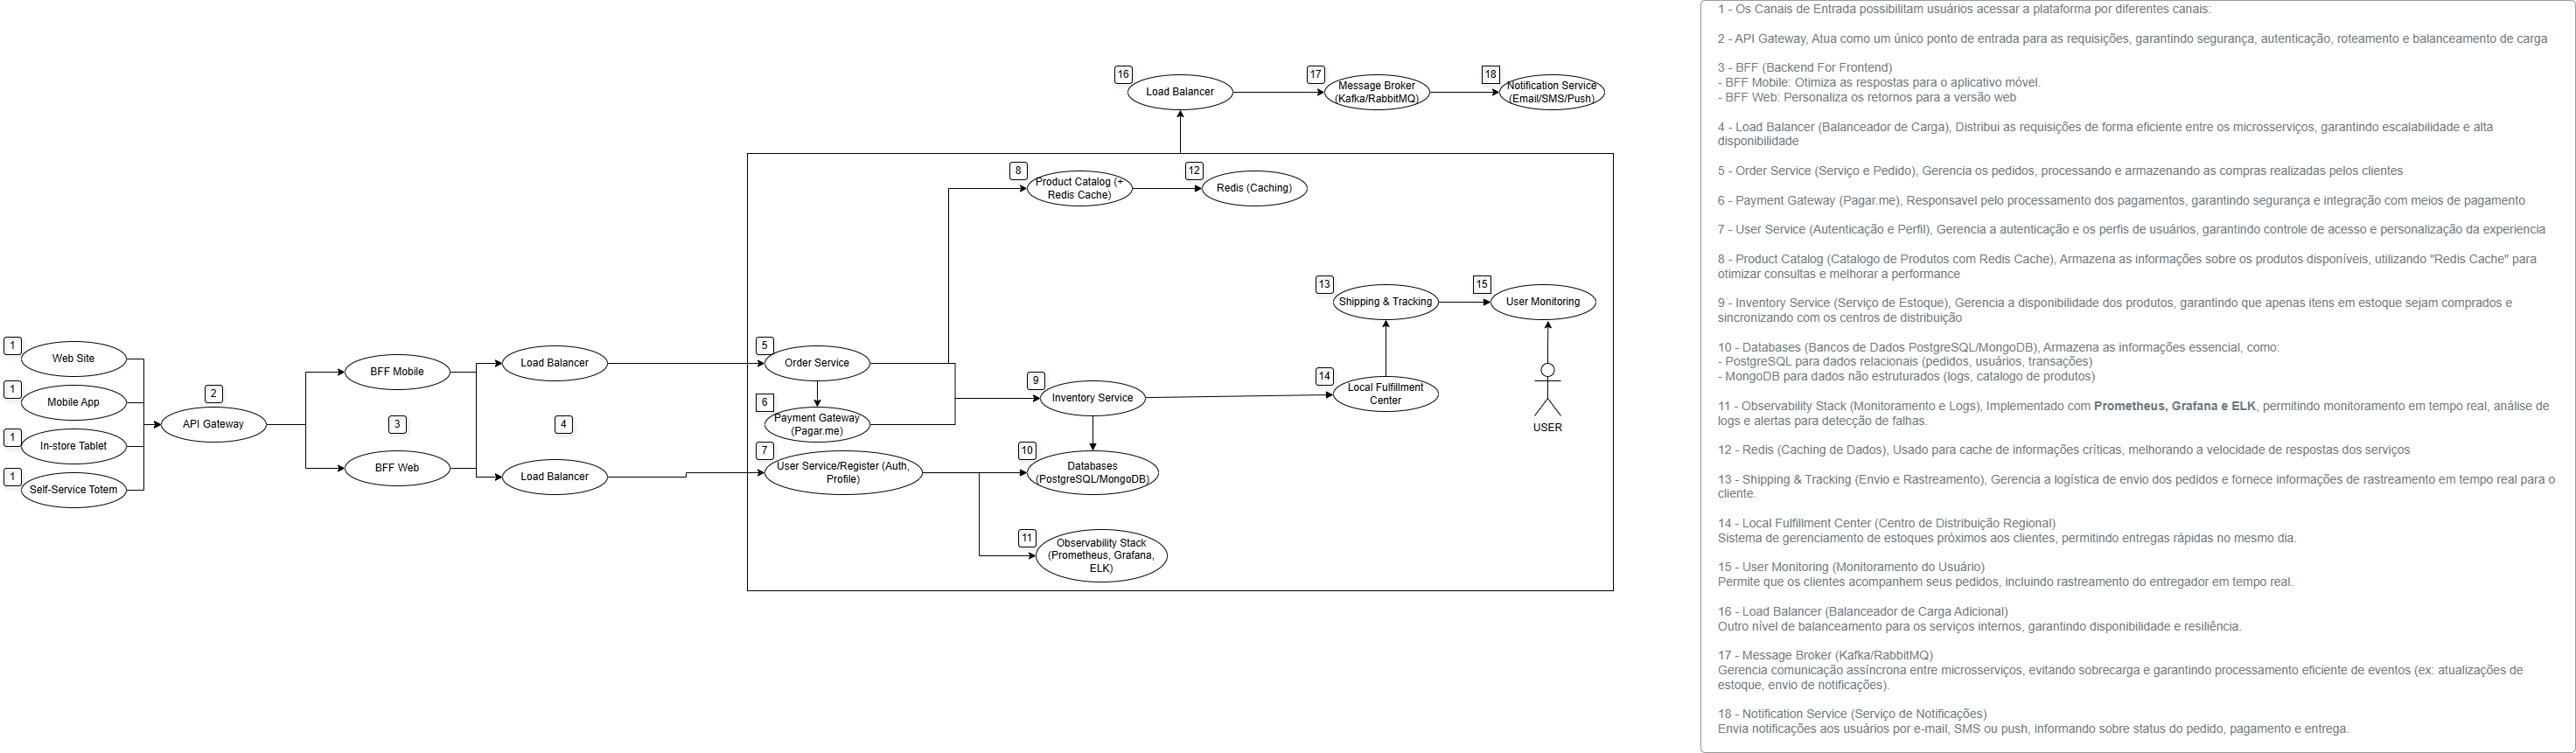 16
Load Balancer
17
Message Broker
(Kafka/RabbitMQ)
18
Notification Service
(Email/SMS/Push)
8
Product Catalog (+
Redis Cache)
12
Redis (Caching)
13
Shipping & Tracking
15
User Monitoring
1
Web Site
1
Mobile App
1
In-store Tablet
1
Self-Service Totem
2
API Gateway
BFF Mobile
3
BFF Web
Load Balancer
4
Load Balancer
5
Order Service
6
Payment Gateway
(Pagar.me)
7
User Service/Register (Auth,
Profile)
9
Inventory Service
10
Databases
(PostgreSQL/MongoDB)
11
Observability Stack
(Prometheus, Grafana,
ELK)
14
Local Fulfillment
Center
USER
1 - Os Canais de Entrada possibilitam usuários acessar a plataforma por diferentes canais:
2 - API Gateway, Atua como um único ponto de entrada para as requisições, garantindo segurança, autenticação, roteamento e balanceamento de carga
3 - BFF (Backend For Frontend)
- BFF Mobile: Otimiza as respostas para o aplicativo móvel.
- BFF Web: Personaliza os retornos para a versão web
4 - Load Balancer (Balanceador de Carga), Distribui as requisições de forma eficiente entre os microsserviços, garantindo escalabilidade e alta
disponibilidade
5 - Order Service (Serviço e Pedido), Gerencia os pedidos, processando e armazenando as compras realizadas pelos clientes
6 - Payment Gateway (Pagar.me), Responsavel pelo processamento dos pagamentos, garantindo segurança e integração com meios de pagamento
7 - User Service (Autenticação e Perfil), Gerencia a autenticação e os perfis de usuários, garantindo controle de acesso e personalização da experiencia
8 - Product Catalog (Catalogo de Produtos com Redis Cache), Armazena as informações sobre os produtos disponíveis, utilizando "Redis Cache" para
otimizar consultas e melhorar a performance
9 - Inventory Service (Serviço de Estoque), Gerencia a disponibilidade dos produtos, garantindo que apenas itens em estoque sejam comprados e
sincronizando com os centros de distribuição
10 - Databases (Bancos de Dados PostgreSQL/MongoDB), Armazena as informações essencial, como:
- PostgreSQL para dados relacionais (pedidos, usuários, transações)
- MongoDB para dados não estruturados (logs, catalogo de produtos)
11 - Observability Stack (Monitoramento e Logs), Implementado com Prometheus, Grafana e ELK, permitindo monitoramento em tempo real, análise de
logs e alertas para detecção de falhas.
12 - Redis (Caching de Dados), Usado para cache de informações críticas, melhorando a velocidade de respostas dos serviços
13 - Shipping & Tracking (Envio e Rastreamento), Gerencia a logística de envio dos pedidos e fornece informações de rastreamento em tempo real para o
cliente.
14 - Local Fulfillment Center (Centro de Distribuição Regional)
Sistema de gerenciamento de estoques próximos aos clientes, permitindo entregas rápidas no mesmo dia.
15 - User Monitoring (Monitoramento do Usuário)
Permite que os clientes acompanhem seus pedidos, incluindo rastreamento do entregador em tempo real.
16 - Load Balancer (Balanceador de Carga Adicional)
Outro nível de balanceamento para os serviços internos, garantindo disponibilidade e resiliência.
17 - Message Broker (Kafka/RabbitMQ)
Gerencia comunicação assíncrona entre microsserviços, evitando sobrecarga e garantindo processamento eficiente de eventos (ex: atualizações de
estoque, envio de notificações).
18 - Notification Service (Serviço de Notificações)
Envia notificações aos usuários por e-mail, SMS ou push, informando sobre status do pedido, pagamento e entrega.